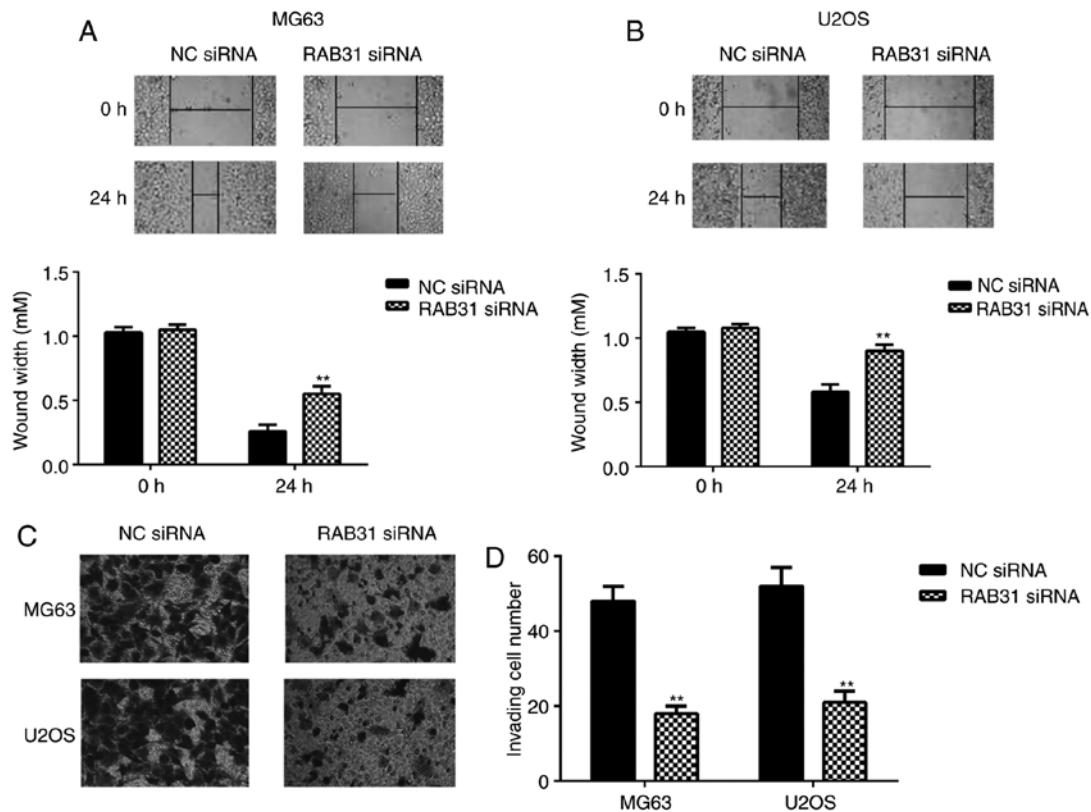 A
MG63
NC siRNA
RAB31 siRNA
0 h
24 h
Wound width (mM)
1.5
1.0
0.5
0.0
**
0 h
24 h
NC siRNA
RAB31 siRNA
B
U2OS
NC siRNA
RAB31 siRNA
0 h
24 h
Wound width (mM)
1.5
1.0
0.5
0.0
**
0 h
24 h
NC siRNA
RAB31 siRNA
C
NC siRNA
RAB31 siRNA
MG63
U2OS
D
Invading cell number
60
40
20
0
**
**
MG63
U2OS
NC siRNA
RAB31 siRNA